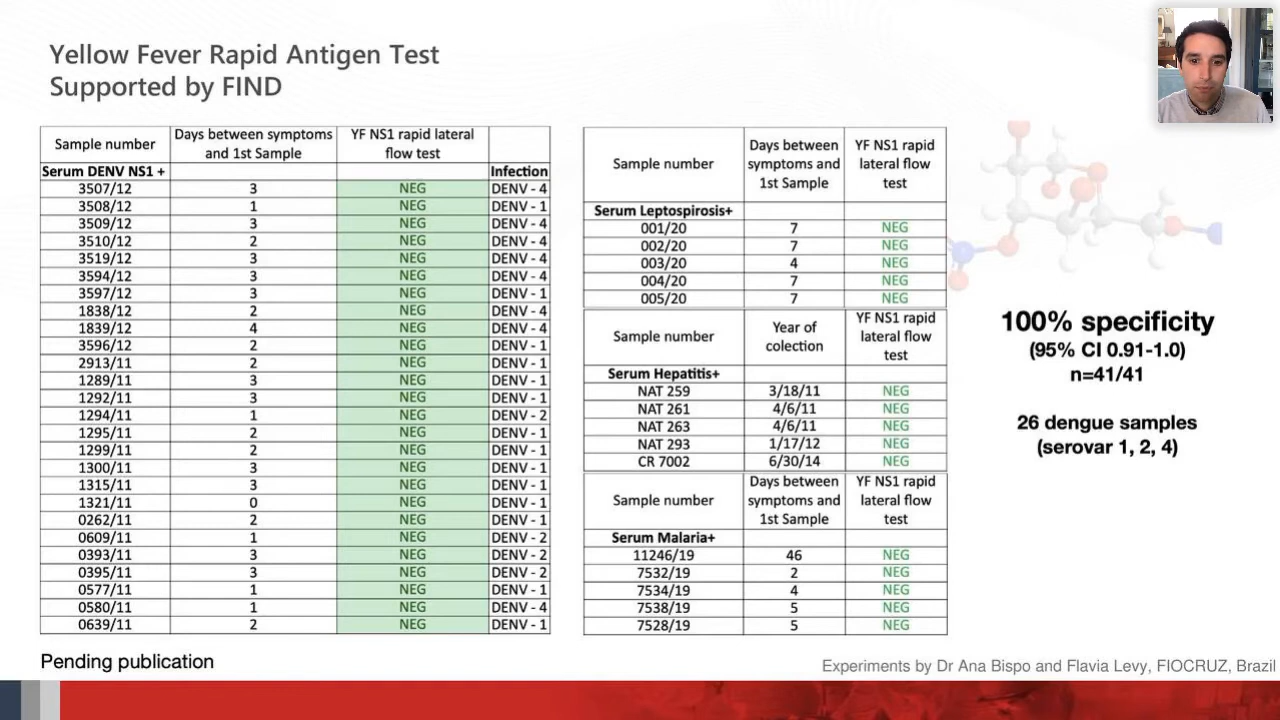 Yellow Fever Rapid Antigen Test
Supported by FIND
Sample number | Days between symptoms and 1st Sample | YF NS1 rapid lateral flow test
Serum DENV NS1 + | Infection
3507/12 3 NEG DENV - 4
3508/12 1 NEG DENV - 1
3509/12 3 NEG DENV - 4
3510/12 2 NEG DENV - 4
3519/12 3 NEG DENV - 4
3594/12 3 NEG DENV - 4
3597/12 3 NEG DENV - 1
1838/12 2 NEG DENV - 4
1839/12 4 NEG DENV - 4
3596/12 2 NEG DENV - 1
2913/11 2 NEG DENV - 1
1289/11 3 NEG DENV - 1
1292/11 3 NEG DENV - 1
1294/11 1 NEG DENV - 2
1295/11 2 NEG DENV - 1
1299/11 2 NEG DENV - 1
1300/11 3 NEG DENV - 1
1315/11 3 NEG DENV - 1
1321/11 0 NEG DENV - 1
0262/11 2 NEG DENV - 1
0609/11 1 NEG DENV - 2
0393/11 3 NEG DENV - 2
0395/11 3 NEG DENV - 2
0577/11 1 NEG DENV - 1
0580/11 1 NEG DENV - 4
0639/11 2 NEG DENV - 1
Sample number | Days between symptoms and 1st Sample | YF NS1 rapid lateral flow test
Serum Leptospirosis+
001/20 7 NEG
002/20 7 NEG
003/20 4 NEG
004/20 7 NEG
005/20 7 NEG
Sample number | Year of colection | YF NS1 rapid lateral flow test
Serum Hepatitis+
NAT 259 3/18/11 NEG
NAT 261 4/6/11 NEG
NAT 263 4/6/11 NEG
NAT 293 1/17/12 NEG
CR 7002 6/30/14 NEG
Sample number | Days between symptoms and 1st Sample | YF NS1 rapid lateral flow test
Serum Malaria+
11246/19 46 NEG
7532/19 2 NEG
7534/19 4 NEG
7538/19 5 NEG
7528/19 5 NEG
100% specificity
(95% CI 0.91-1.0)
n=41/41
26 dengue samples
(serovar 1, 2, 4)
Pending publication
Experiments by Dr Ana Bispo and Flavia Levy, FIOCRUZ, Brazil